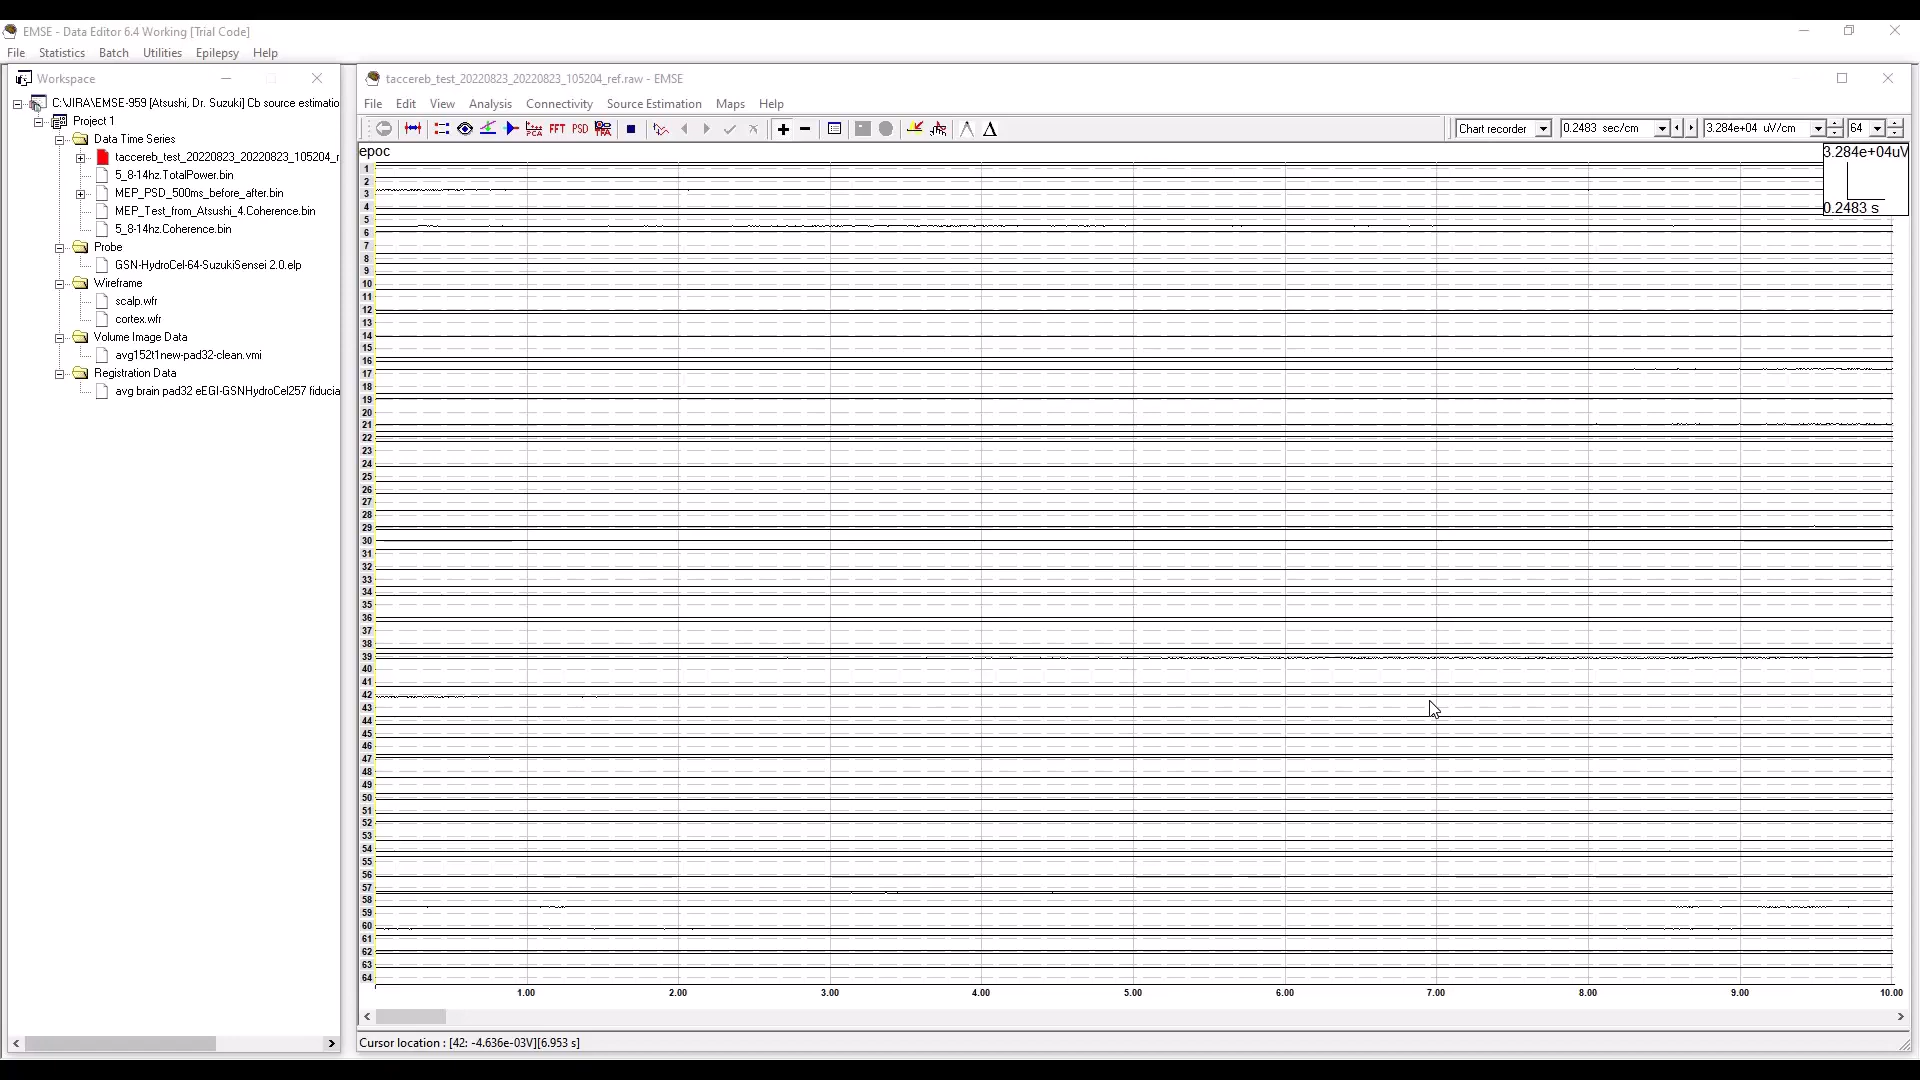 EMSE - Data Editor 6.4 Working [Trial Code]
File Statistics Batch Utilities Epilepsy Help
Workspace
C:\JIRA\EMSE-959 [Atsushi, Dr. Suzuki] Cb source estimatio
Project 1
Data Time Series
taccereb_test_20220823_20220823_105204_r
5_8-14hz.TotalPower.bin
MEP_PSD_500ms_before_after.bin
MEP_Test_from_Atsushi_4.Coherence.bin
5_8-14hz.Coherence.bin
Probe
GSN-HydroCel-64-SuzukiSensei 2.0.elp
Wireframe
scalp.wfr
cortex.wfr
Volume Image Data
avg152t1new-pad32-clean.vmi
Registration Data
avg brain pad32 eEGI-GSNHydroCel257 fiducia
taccereb_test_20220823_20220823_105204_ref.raw - EMSE
File Edit View Analysis Connectivity Source Estimation Maps Help
PCA FFT PSD TFA Chart recorder 0.2483 sec/cm 3.284e+04 uV/cm 64
epoc
3.284e+04uV
0.2483 s
1
2
3
4
5
6
7
8
9
10
11
12
13
14
15
16
17
18
19
20
21
22
23
24
25
26
27
28
29
30
31
32
33
34
35
36
37
38
39
40
41
42
43
44
45
46
47
48
49
50
51
52
53
54
55
56
57
58
59
60
61
62
63
64
1.00 2.00 3.00 4.00 5.00 6.00 7.00 8.00 9.00 10.00
Cursor location : [42: -4.636e-03V][6.953 s]